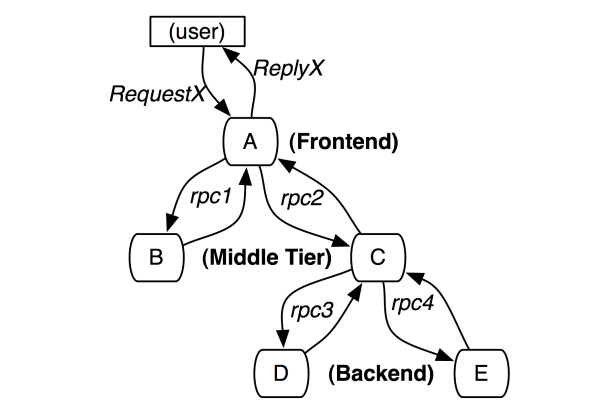 (user)
ReplyX
RequestX
A (Frontend)
rpc1 rpc2
B (Middle Tier) C
rpc3 rpc4
D (Backend) E